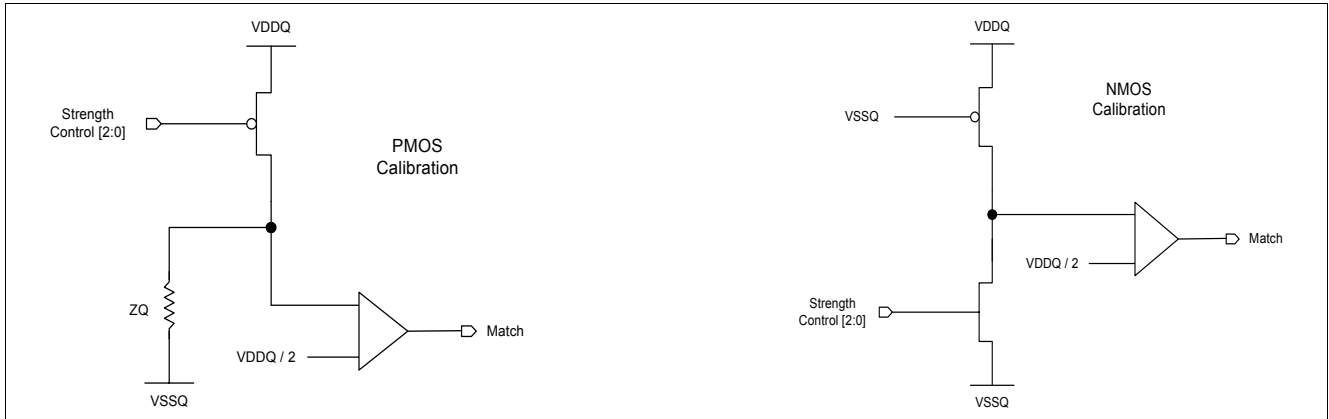 VDDQ
Strength
Control [2:0]
PMOS
Calibration
ZQ
VDDQ / 2
Match
VSSQ
VDDQ
NMOS
Calibration
VSSQ
Match
VDDQ / 2
Strength
Control [2:0]
VSSQ